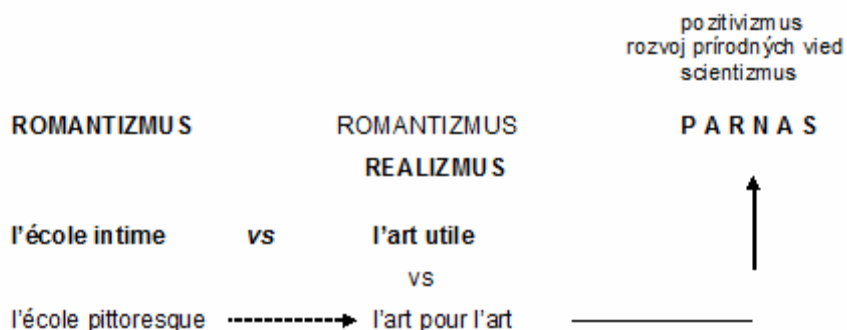 pozitivizmus
rozvoj prírodných vied
scientizmus
ROMANTIZMUS ROMANTIZMUS PARNAS
REALIZMUS
l'école intime vs l'art utile
vs
l'école pittoresque l'art pour l'art